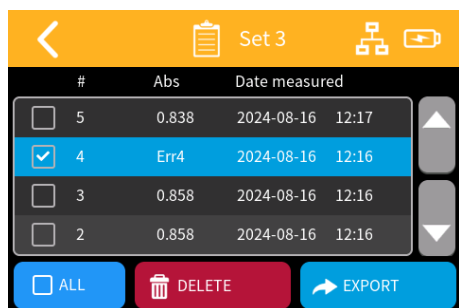 Set 3
# Abs Date measured
5 0.838 2024-08-16 12:17
4 Err4 2024-08-16 12:16
3 0.858 2024-08-16 12:16
2 0.858 2024-08-16 12:16
ALL DELETE EXPORT